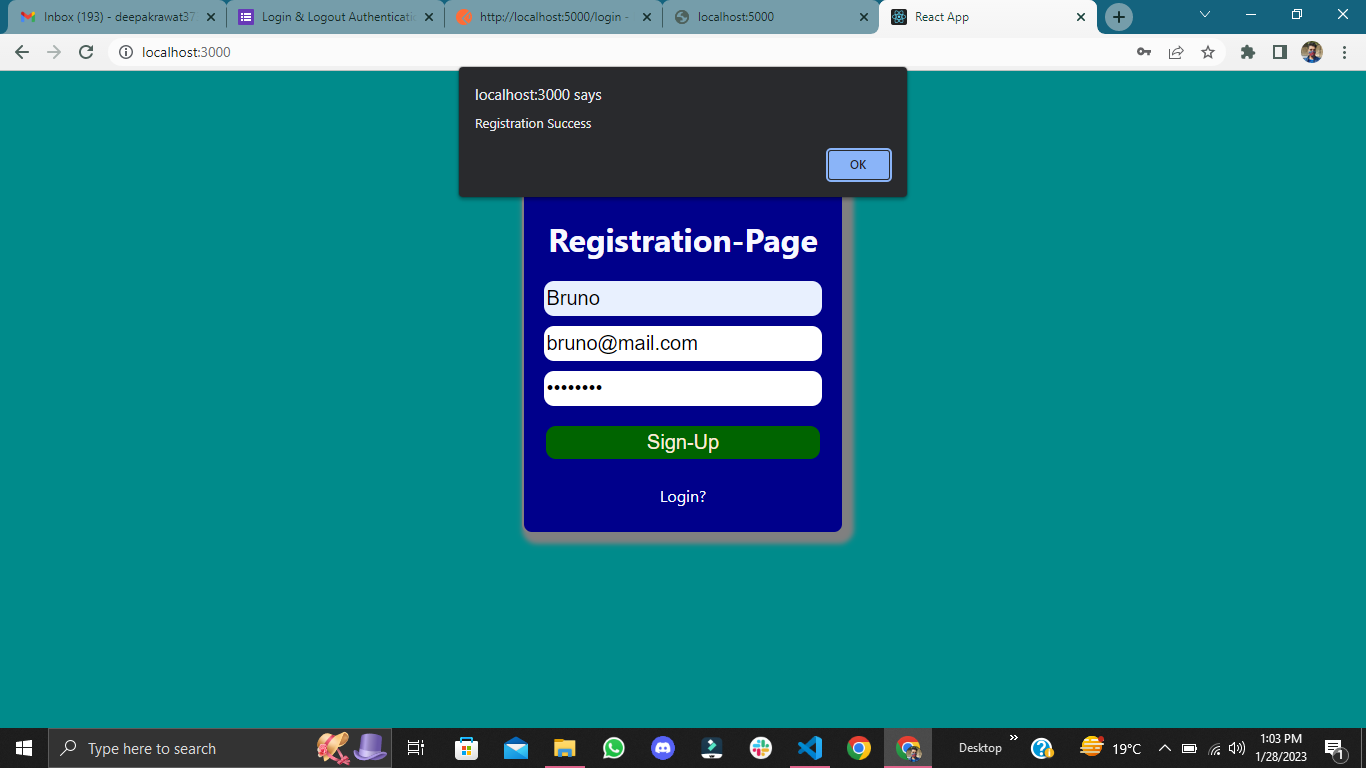 Inbox (193) - deepakrawat37
Login & Logout Authenticati
http://localhost:5000/login -
localhost:5000
React App
localhost:3000
localhost:3000 says
Registration Success
OK
Registration-Page
Bruno
bruno@mail.com
••••••••
Sign-Up
Login?
Type here to search
Desktop
19°C
1:03 PM
1/28/2023
1